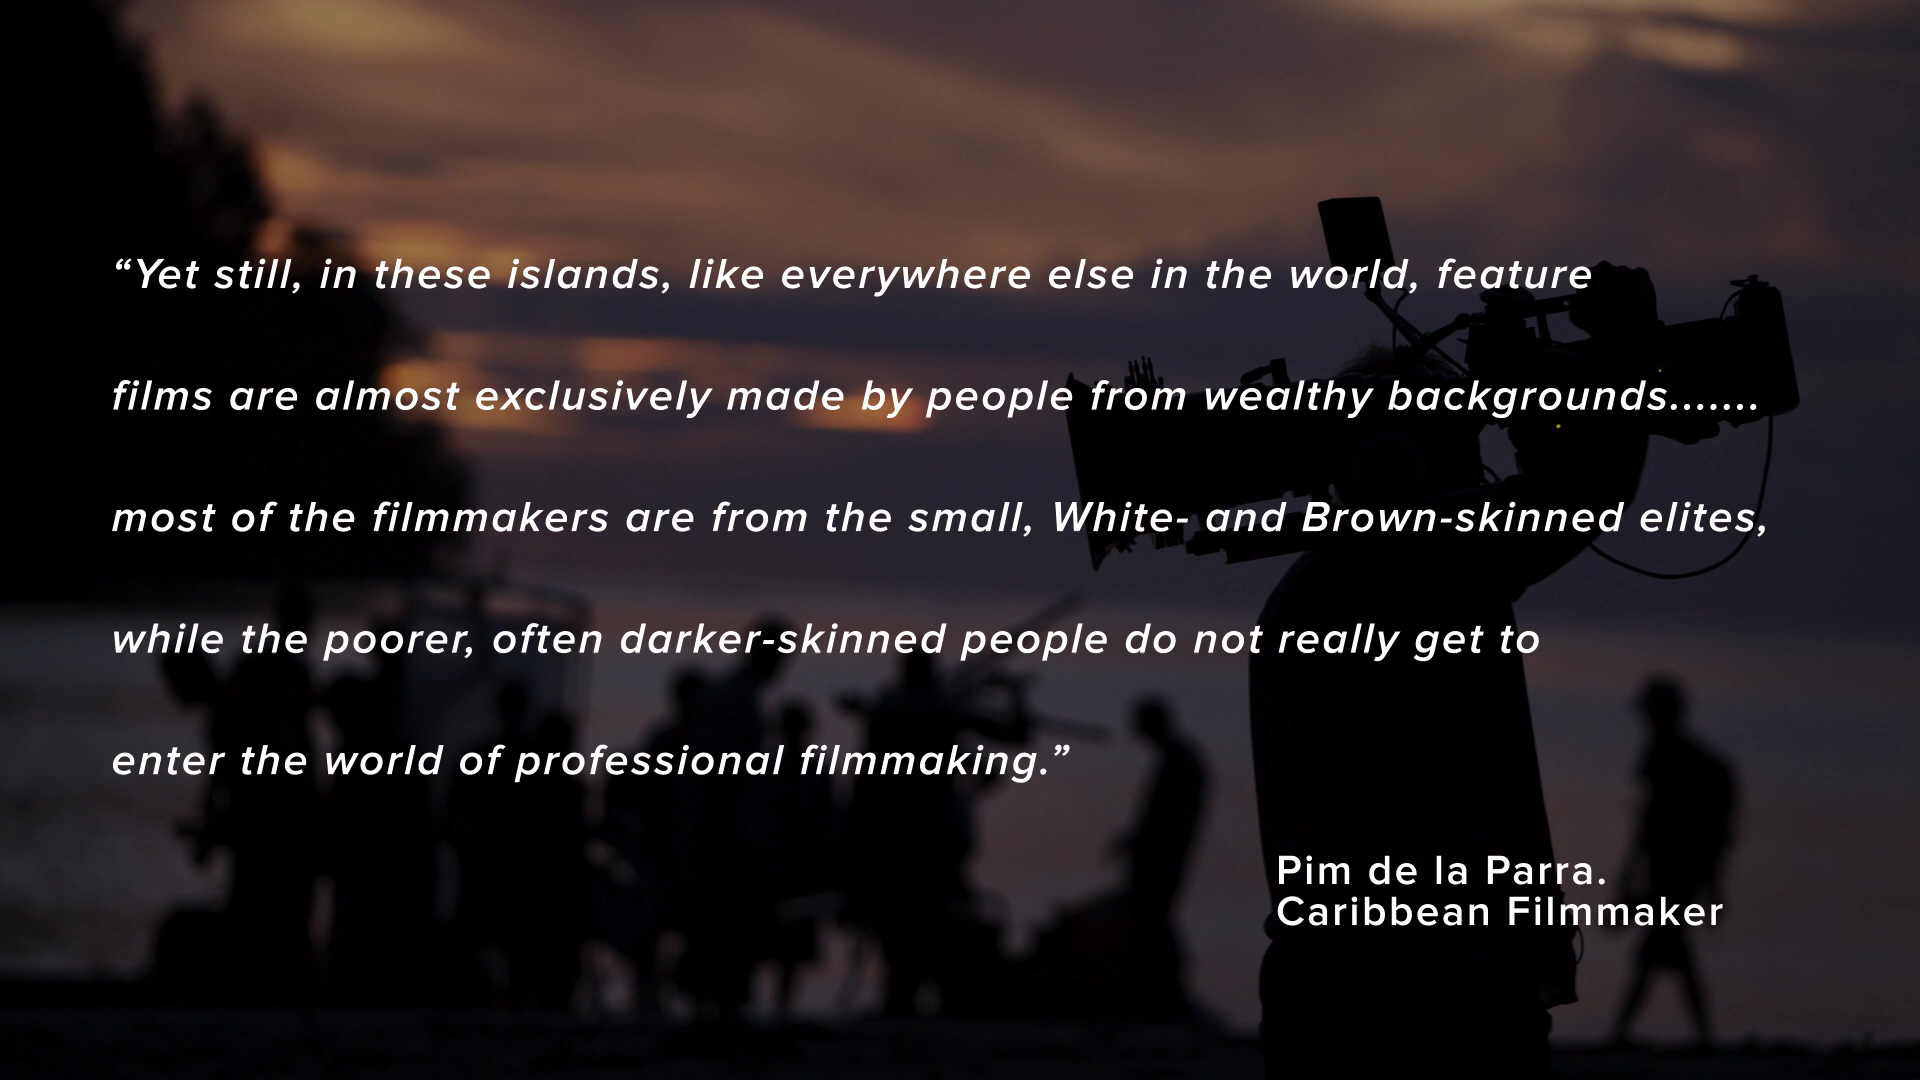 “Yet still, in these islands, like everywhere else in the world, feature
films are almost exclusively made by people from wealthy backgrounds.......
most of the filmmakers are from the small, White- and Brown-skinned elites,
while the poorer, often darker-skinned people do not really get to
enter the world of professional filmmaking.”
Pim de la Parra.
Caribbean Filmmaker